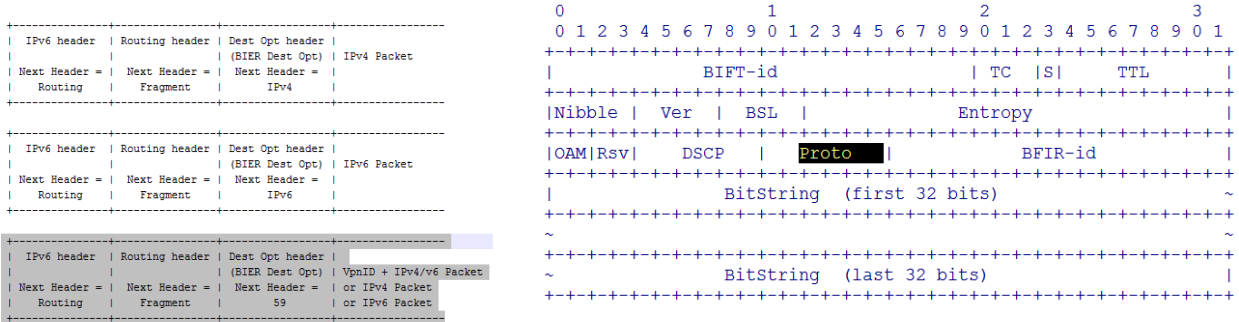 +----------------+----------------+-----------------+-----------------
|  IPv6 header   | Routing header | Dest Opt header |
|                |                | (BIER Dest Opt) | IPv4 Packet
| Next Header =  |  Next Header = |  Next Header =  |
|    Routing     |    Fragment    |      IPv4       |
+----------------+----------------+-----------------+-----------------
+----------------+----------------+-----------------+-----------------
|  IPv6 header   | Routing header | Dest Opt header |
|                |                | (BIER Dest Opt) | IPv6 Packet
| Next Header =  |  Next Header = |  Next Header =  |
|    Routing     |    Fragment    |      IPv6       |
+----------------+----------------+-----------------+-----------------
+----------------+----------------+-----------------+-----------------
|  IPv6 header   | Routing header | Dest Opt header |
|                |                | (BIER Dest Opt) | VpnID + IPv4/v6 Packet
| Next Header =  |  Next Header = |  Next Header =  | or IPv4 Packet
|    Routing     |    Fragment    |       59        | or IPv6 Packet
+----------------+----------------+-----------------+-----------------
 0                   1                   2                   3
 0 1 2 3 4 5 6 7 8 9 0 1 2 3 4 5 6 7 8 9 0 1 2 3 4 5 6 7 8 9 0 1
+-+-+-+-+-+-+-+-+-+-+-+-+-+-+-+-+-+-+-+-+-+-+-+-+-+-+-+-+-+-+-+-+
|              BIFT-id                  | TC  |S|     TTL       |
+-+-+-+-+-+-+-+-+-+-+-+-+-+-+-+-+-+-+-+-+-+-+-+-+-+-+-+-+-+-+-+-+
|Nibble |  Ver  |  BSL  |              Entropy                  |
+-+-+-+-+-+-+-+-+-+-+-+-+-+-+-+-+-+-+-+-+-+-+-+-+-+-+-+-+-+-+-+-+
|OAM|Rsv|    DSCP   |   Proto   |            BFIR-id            |
+-+-+-+-+-+-+-+-+-+-+-+-+-+-+-+-+-+-+-+-+-+-+-+-+-+-+-+-+-+-+-+-+
|                BitString  (first 32 bits)                     ~
+-+-+-+-+-+-+-+-+-+-+-+-+-+-+-+-+-+-+-+-+-+-+-+-+-+-+-+-+-+-+-+-+
~                                                               ~
+-+-+-+-+-+-+-+-+-+-+-+-+-+-+-+-+-+-+-+-+-+-+-+-+-+-+-+-+-+-+-+-+
~                BitString  (last 32 bits)                      |
+-+-+-+-+-+-+-+-+-+-+-+-+-+-+-+-+-+-+-+-+-+-+-+-+-+-+-+-+-+-+-+-+